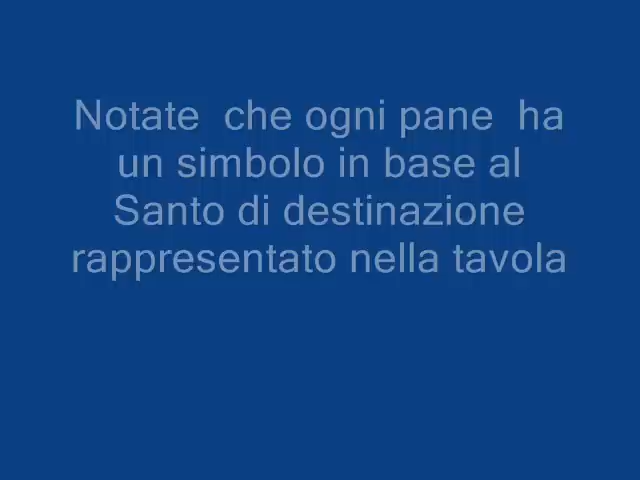 Notate  che ogni pane  ha
un simbolo in base al
Santo di destinazione
rappresentato nella tavola